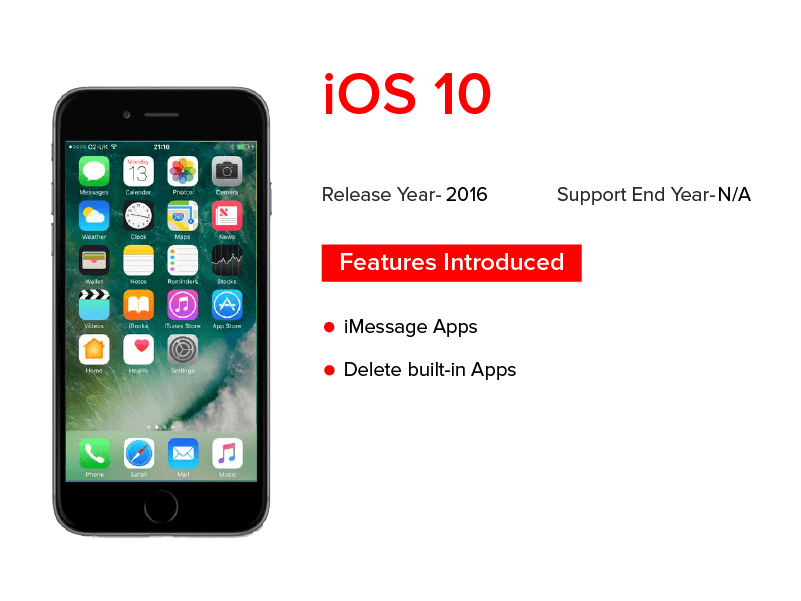 iOS 10
Release Year- 2016 Support End Year-N/A
Features Introduced
iMessage Apps
Delete built-in Apps
O2-UK 21:16
Monday
13
Messages Calendar Photos Camera
Weather Clock Maps News
Wallet Notes Reminders Stocks
Videos iBooks iTunes Store App Store
Home Health Settings
Phone Safari Mail Music